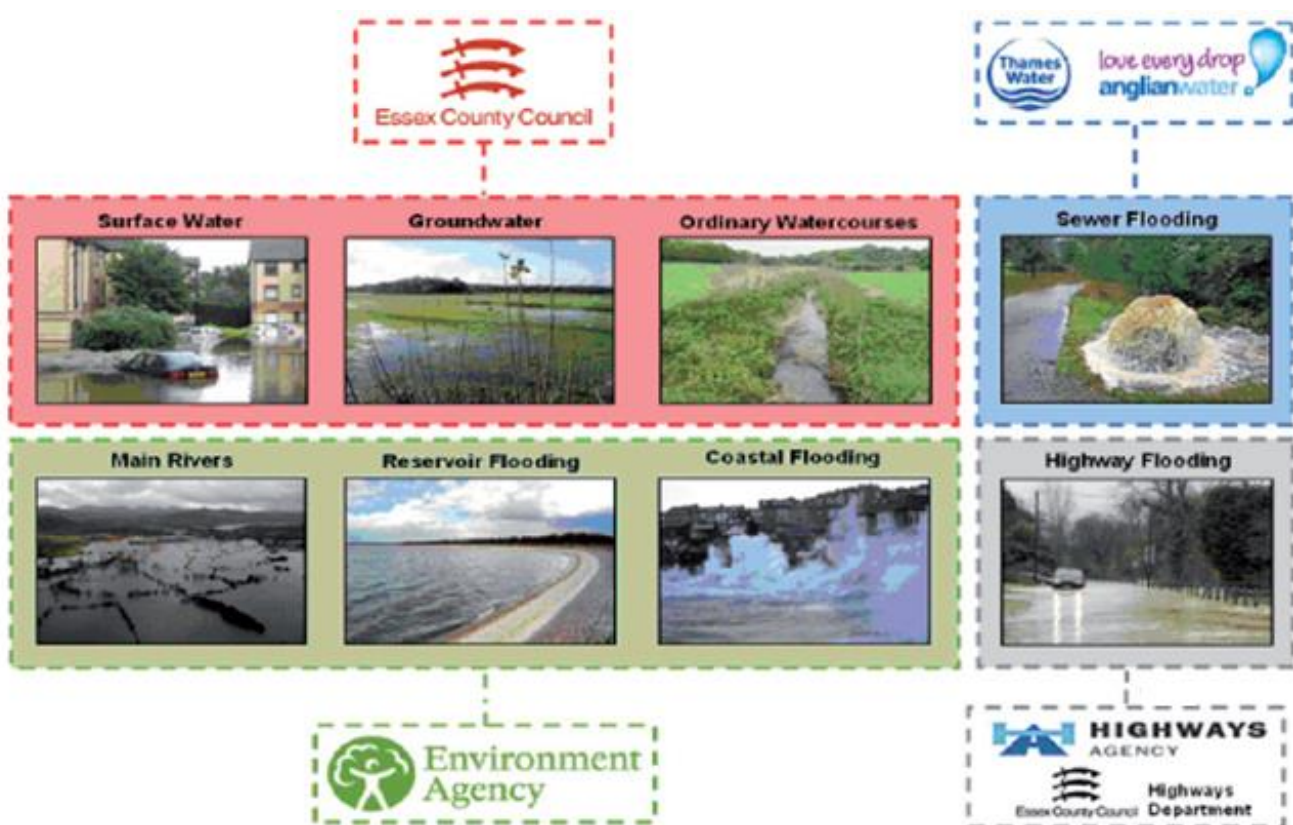 Essex County Council
Thames
Water
love every drop
anglianwater
Surface Water
Groundwater
Ordinary Watercourses
Sewer Flooding
Main Rivers
Reservoir Flooding
Coastal Flooding
Highway Flooding
Environment
Agency
HIGHWAYS
AGENCY
Essex County Council
Highways
Department